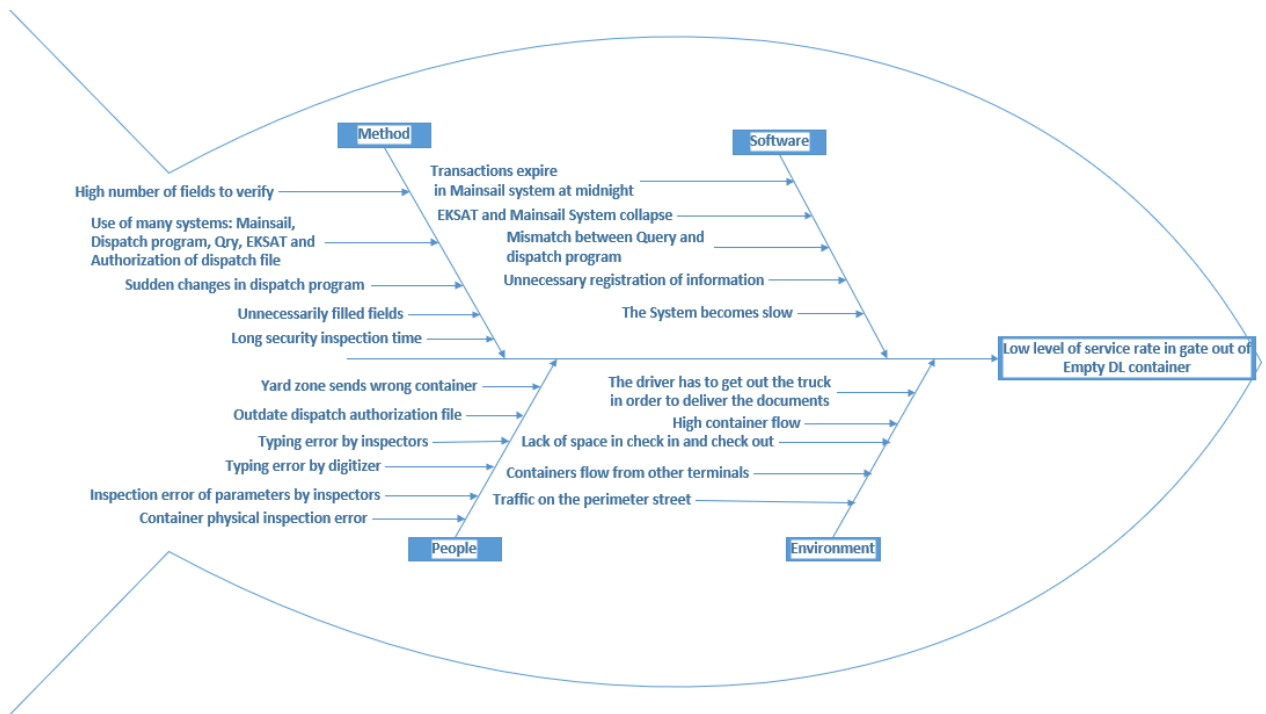 Method
High number of fields to verify
Use of many systems: Mainsail,
Dispatch program, Qry, EKSAT and
Authorization of dispatch file
Sudden changes in dispatch program
Unnecessarily filled fields
Long security inspection time
Software
Transactions expire
in Mainsail system at midnight
EKSAT and Mainsail System collapse
Mismatch between Query and
dispatch program
Unnecessary registration of information
The System becomes slow
Low level of service rate in gate out of
Empty DL container
Yard zone sends wrong container
Outdate dispatch authorization file
Typing error by inspectors
Typing error by digitizer
Inspection error of parameters by inspectors
Container physical inspection error
People
The driver has to get out the truck
in order to deliver the documents
High container flow
Lack of space in check in and check out
Containers flow from other terminals
Traffic on the perimeter street
Environment